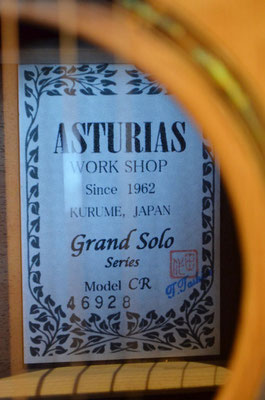 ASTURIAS
WORK SHOP
Since 1962
KURUME, JAPAN
Grand Solo
Series
Model CR
46928